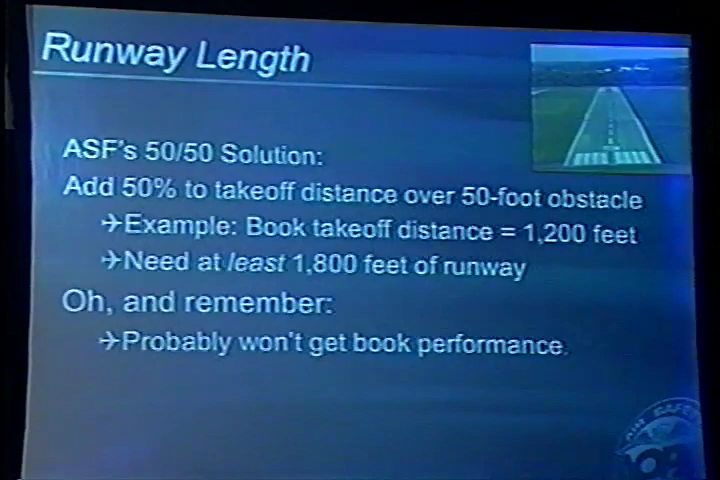 Runway Length
ASF's 50/50 Solution:
Add 50% to takeoff distance over 50-foot obstacle
Example: Book takeoff distance = 1,200 feet
Need at least 1,800 feet of runway
Oh, and remember:
Probably won't get book performance.
AIR SAFE